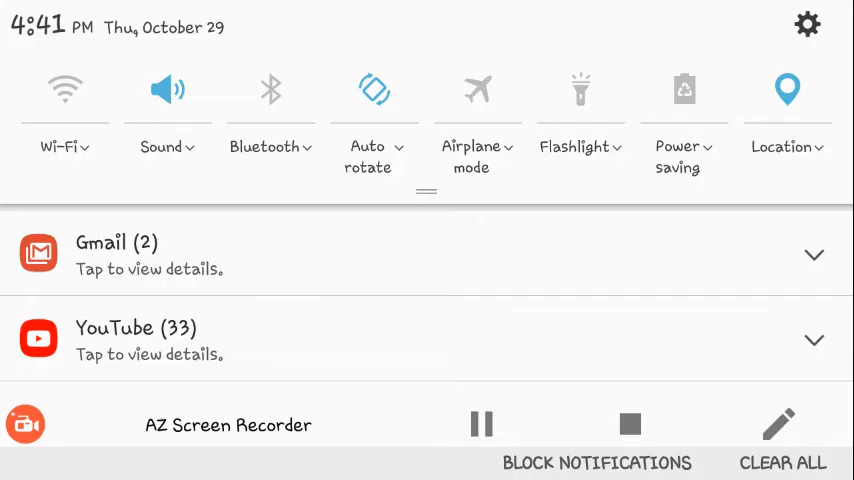 4:41 PM Thu, October 29
Wi-Fi
Sound
Bluetooth
Auto rotate
Airplane mode
Flashlight
Power saving
Location
Gmail (2)
Tap to view details.
YouTube (33)
Tap to view details.
AZ Screen Recorder
BLOCK NOTIFICATIONS CLEAR ALL